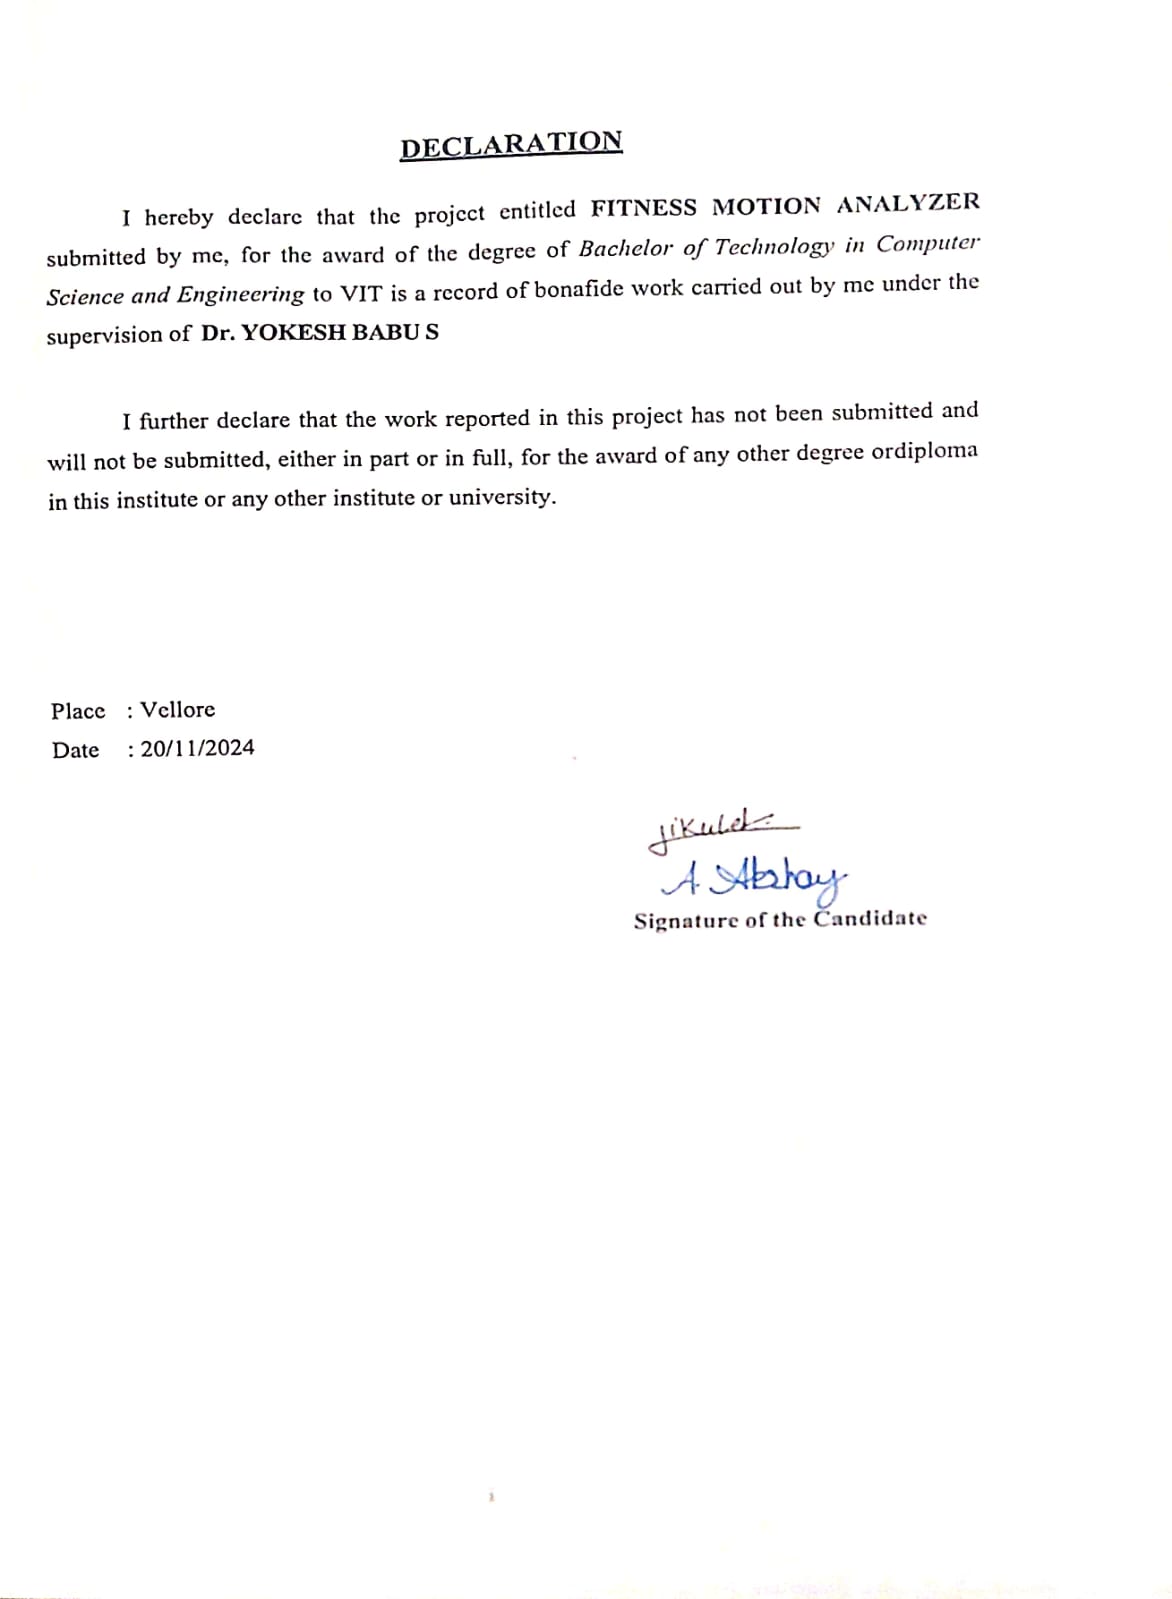 DECLARATION
I hereby declare that the project entitled FITNESS MOTION ANALYZER
submitted by me, for the award of the degree of Bachelor of Technology in Computer
Science and Engineering to VIT is a record of bonafide work carried out by me under the
supervision of Dr. YOKESH BABU S
I further declare that the work reported in this project has not been submitted and
will not be submitted, either in part or in full, for the award of any other degree ordiploma
in this institute or any other institute or university.
Place : Vellore
Date : 20/11/2024
A. Akshay
Signature of the Candidate
i